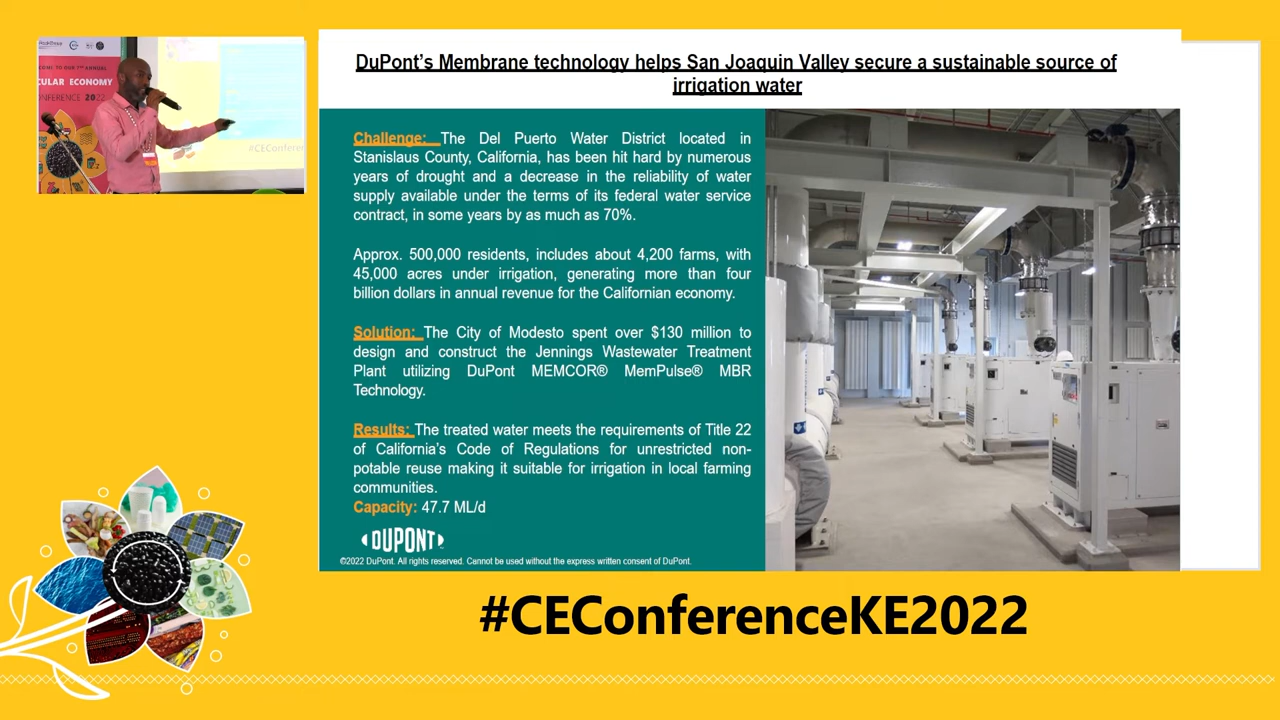 COME TO OUR 7TH ANNUAL
CULAR ECONOMY
ONFERENCE 2022
#CEConferen
DuPont's Membrane technology helps San Joaquin Valley secure a sustainable source of
irrigation water
Challenge: The Del Puerto Water District located in
Stanislaus County, California, has been hit hard by numerous
years of drought and a decrease in the reliability of water
supply available under the terms of its federal water service
contract, in some years by as much as 70%.
Approx. 500,000 residents, includes about 4,200 farms, with
45,000 acres under irrigation, generating more than four
billion dollars in annual revenue for the Californian economy.
Solution: The City of Modesto spent over $130 million to
design and construct the Jennings Wastewater Treatment
Plant utilizing DuPont MEMCOR® MemPulse® MBR
Technology.
Results: The treated water meets the requirements of Title 22
of California's Code of Regulations for unrestricted non-
potable reuse making it suitable for irrigation in local farming
communities.
Capacity: 47.7 ML/d
DUPONT
©2022 DuPont. All rights reserved. Cannot be used without the express written consent of DuPont.
#CEConferenceKE2022